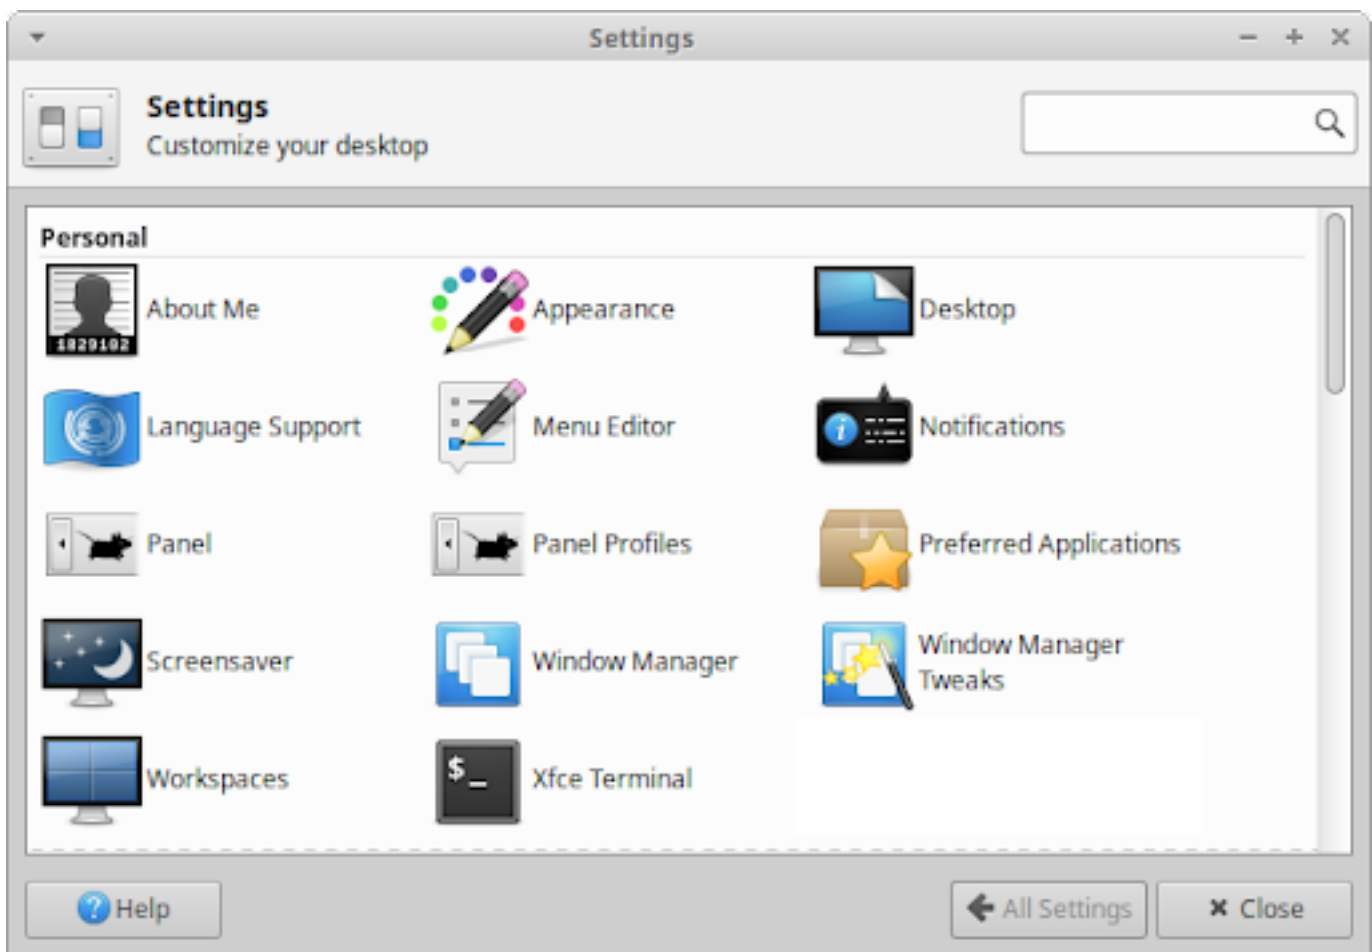 Settings
Settings
Customize your desktop
Personal
1829102
About Me
Appearance
Desktop
Language Support
Menu Editor
Notifications
Panel
Panel Profiles
Preferred Applications
Screensaver
Window Manager
Window Manager
Tweaks
Workspaces
$_
Xfce Terminal
? Help
All Settings
Close